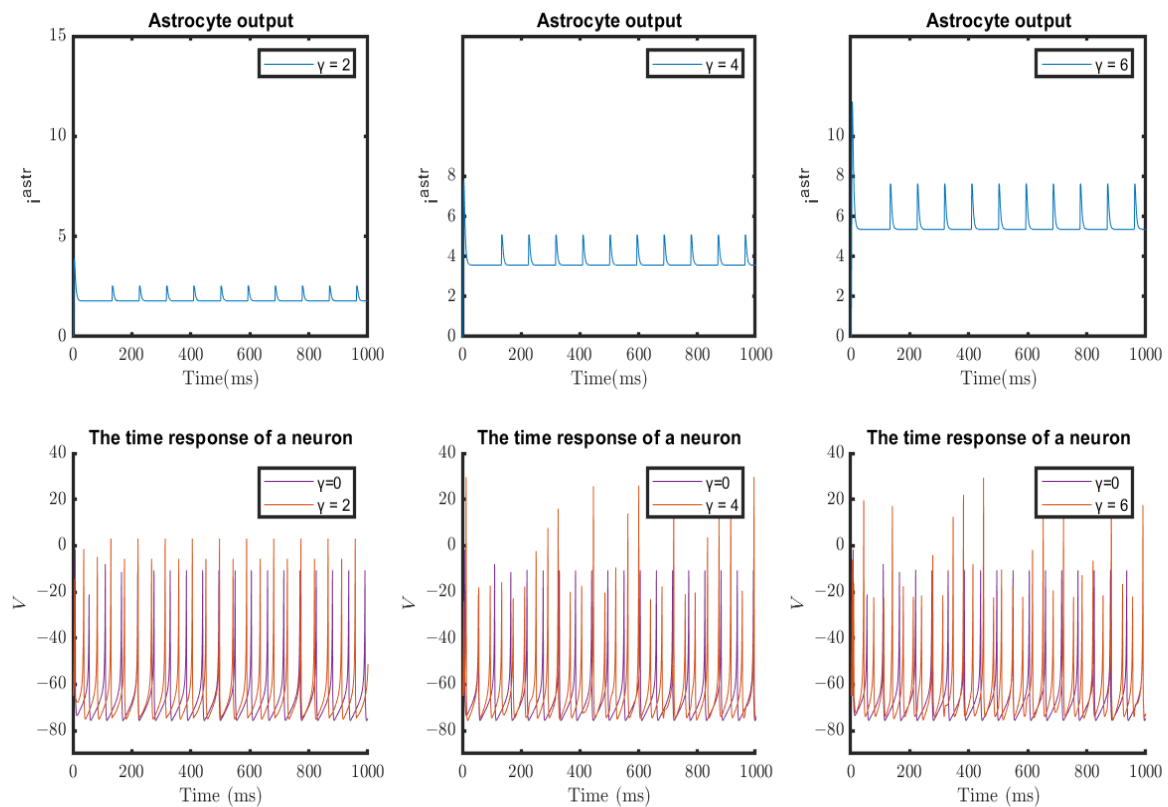 Astrocyte output
15
10
5
0
i^astr
γ = 2
0 200 400 600 800 1000
Time(ms)
Astrocyte output
8
6
4
2
0
i^astr
γ = 4
0 200 400 600 800 1000
Time(ms)
Astrocyte output
10
8
6
4
2
0
i^astr
γ = 6
0 200 400 600 800 1000
Time(ms)
The time response of a neuron
40
20
0
−20
−40
−60
−80
V
γ=0
γ = 2
0 200 400 600 800 1000
Time (ms)
The time response of a neuron
40
20
0
−20
−40
−60
−80
V
γ=0
γ = 4
0 200 400 600 800 1000
Time (ms)
The time response of a neuron
40
20
0
−20
−40
−60
−80
V
γ=0
γ = 6
0 200 400 600 800 1000
Time (ms)